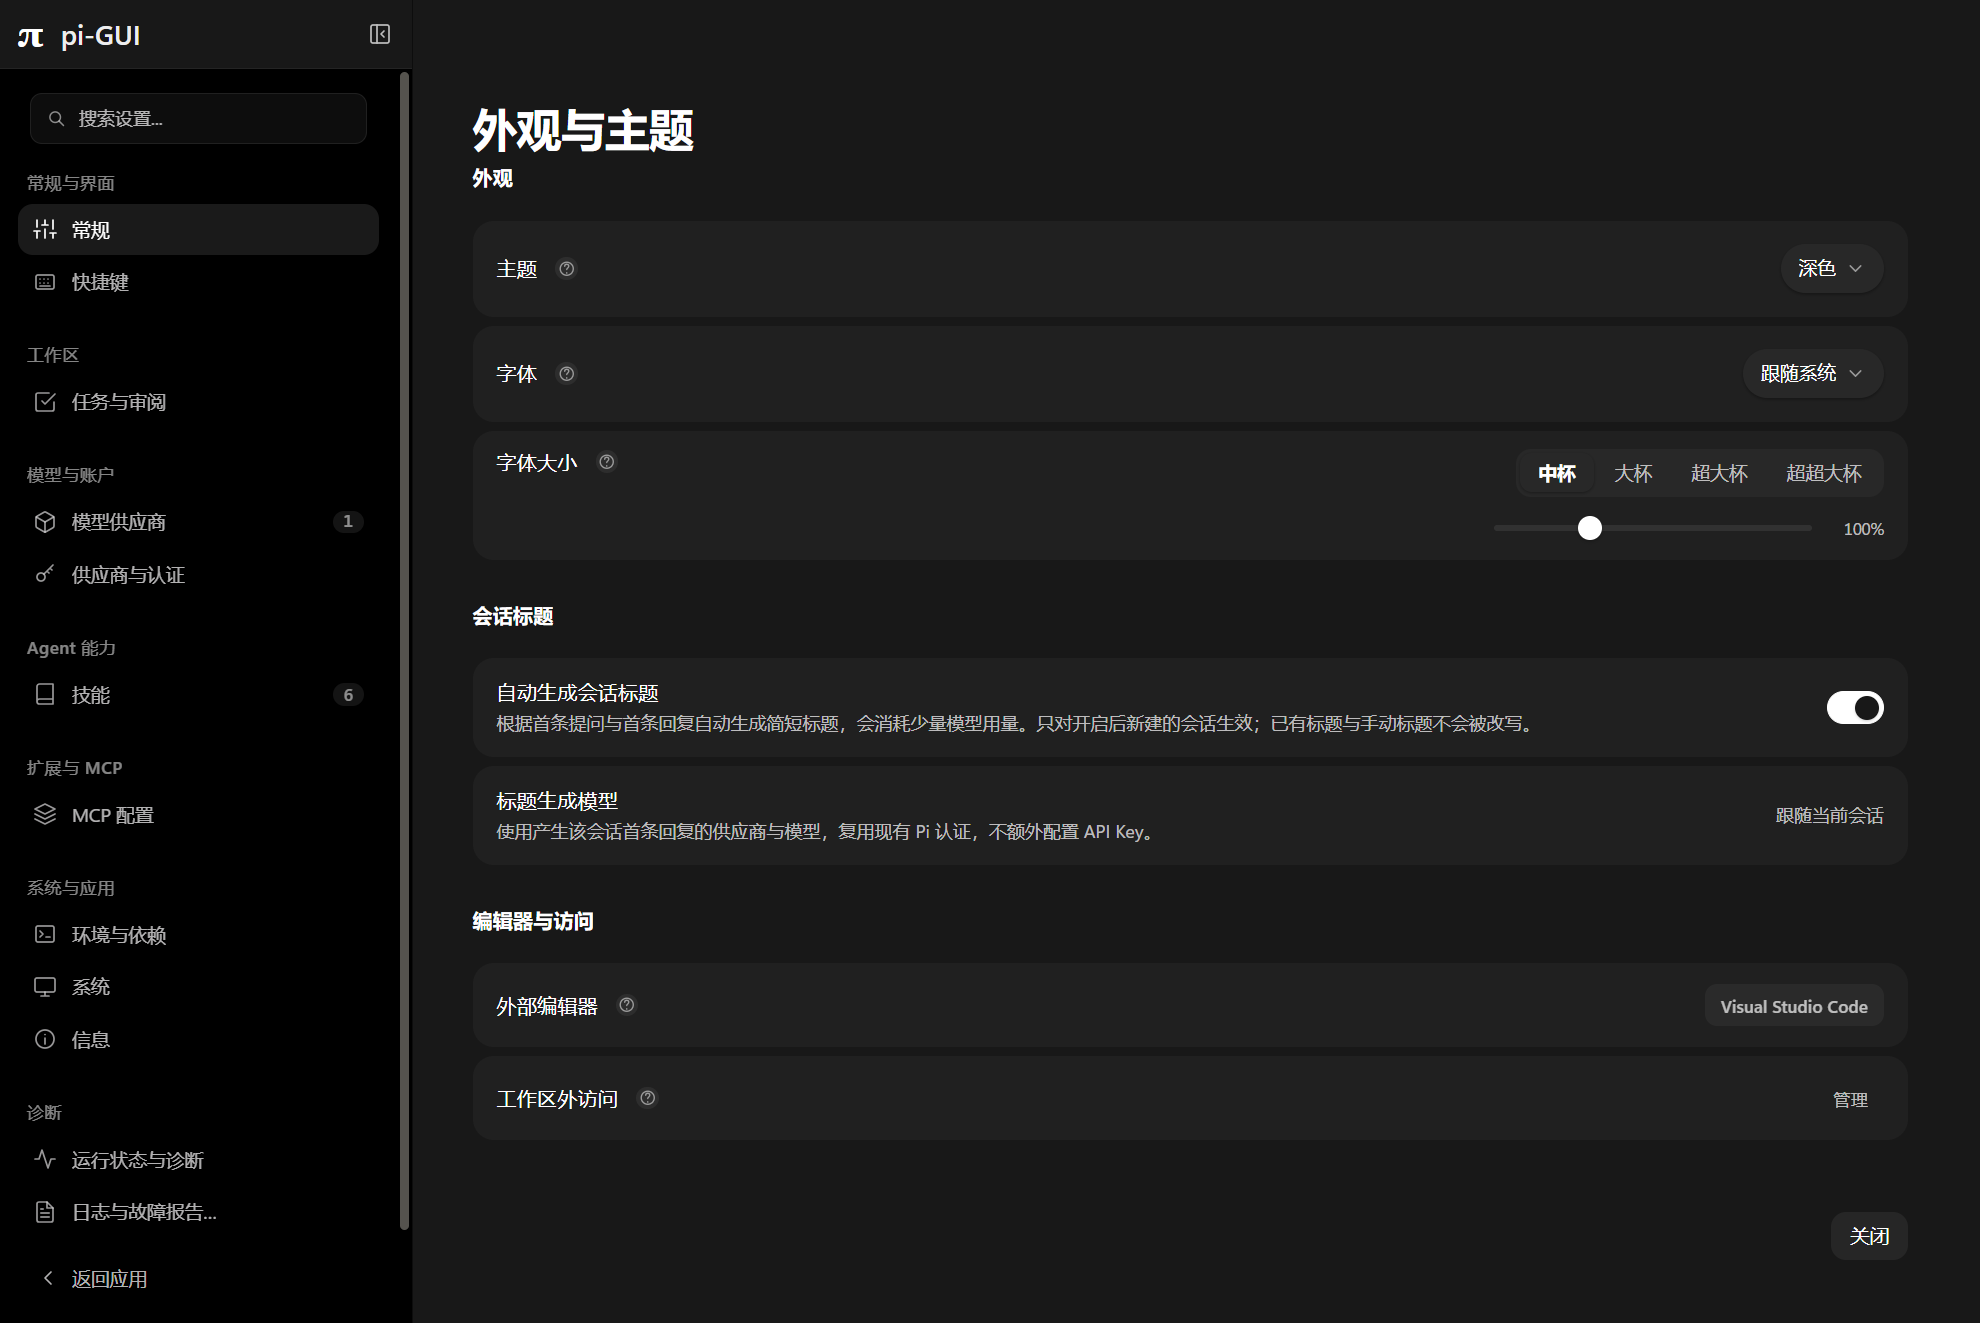 π pi-GUI
搜索设置...
常规与界面
常规
快捷键
工作区
任务与审阅
模型与账户
模型供应商 1
供应商与认证
Agent 能力
技能 6
扩展与 MCP
MCP 配置
系统与应用
环境与依赖
系统
信息
诊断
运行状态与诊断
日志与故障报告...
返回应用
外观与主题
外观
主题 深色
字体 跟随系统
字体大小 中杯 大杯 超大杯 超超大杯
100%
会话标题
自动生成会话标题
根据首条提问与首条回复自动生成简短标题，会消耗少量模型用量。只对开启后新建的会话生效；已有标题与手动标题不会被改写。
标题生成模型
使用产生该会话首条回复的供应商与模型，复用现有 Pi 认证，不额外配置 API Key。
跟随当前会话
编辑器与访问
外部编辑器 Visual Studio Code
工作区外访问 管理
关闭